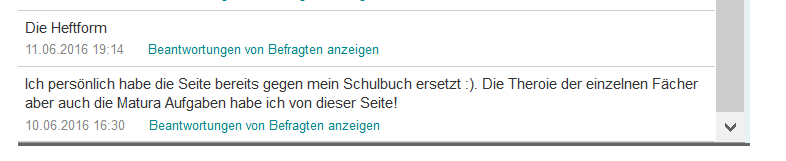 Die Heftform
11.06.2016 19:14 Beantwortungen von Befragten anzeigen
Ich persönlich habe die Seite bereits gegen mein Schulbuch ersetzt :). Die Theroie der einzelnen Fächer
aber auch die Matura Aufgaben habe ich von dieser Seite!
10.06.2016 16:30 Beantwortungen von Befragten anzeigen